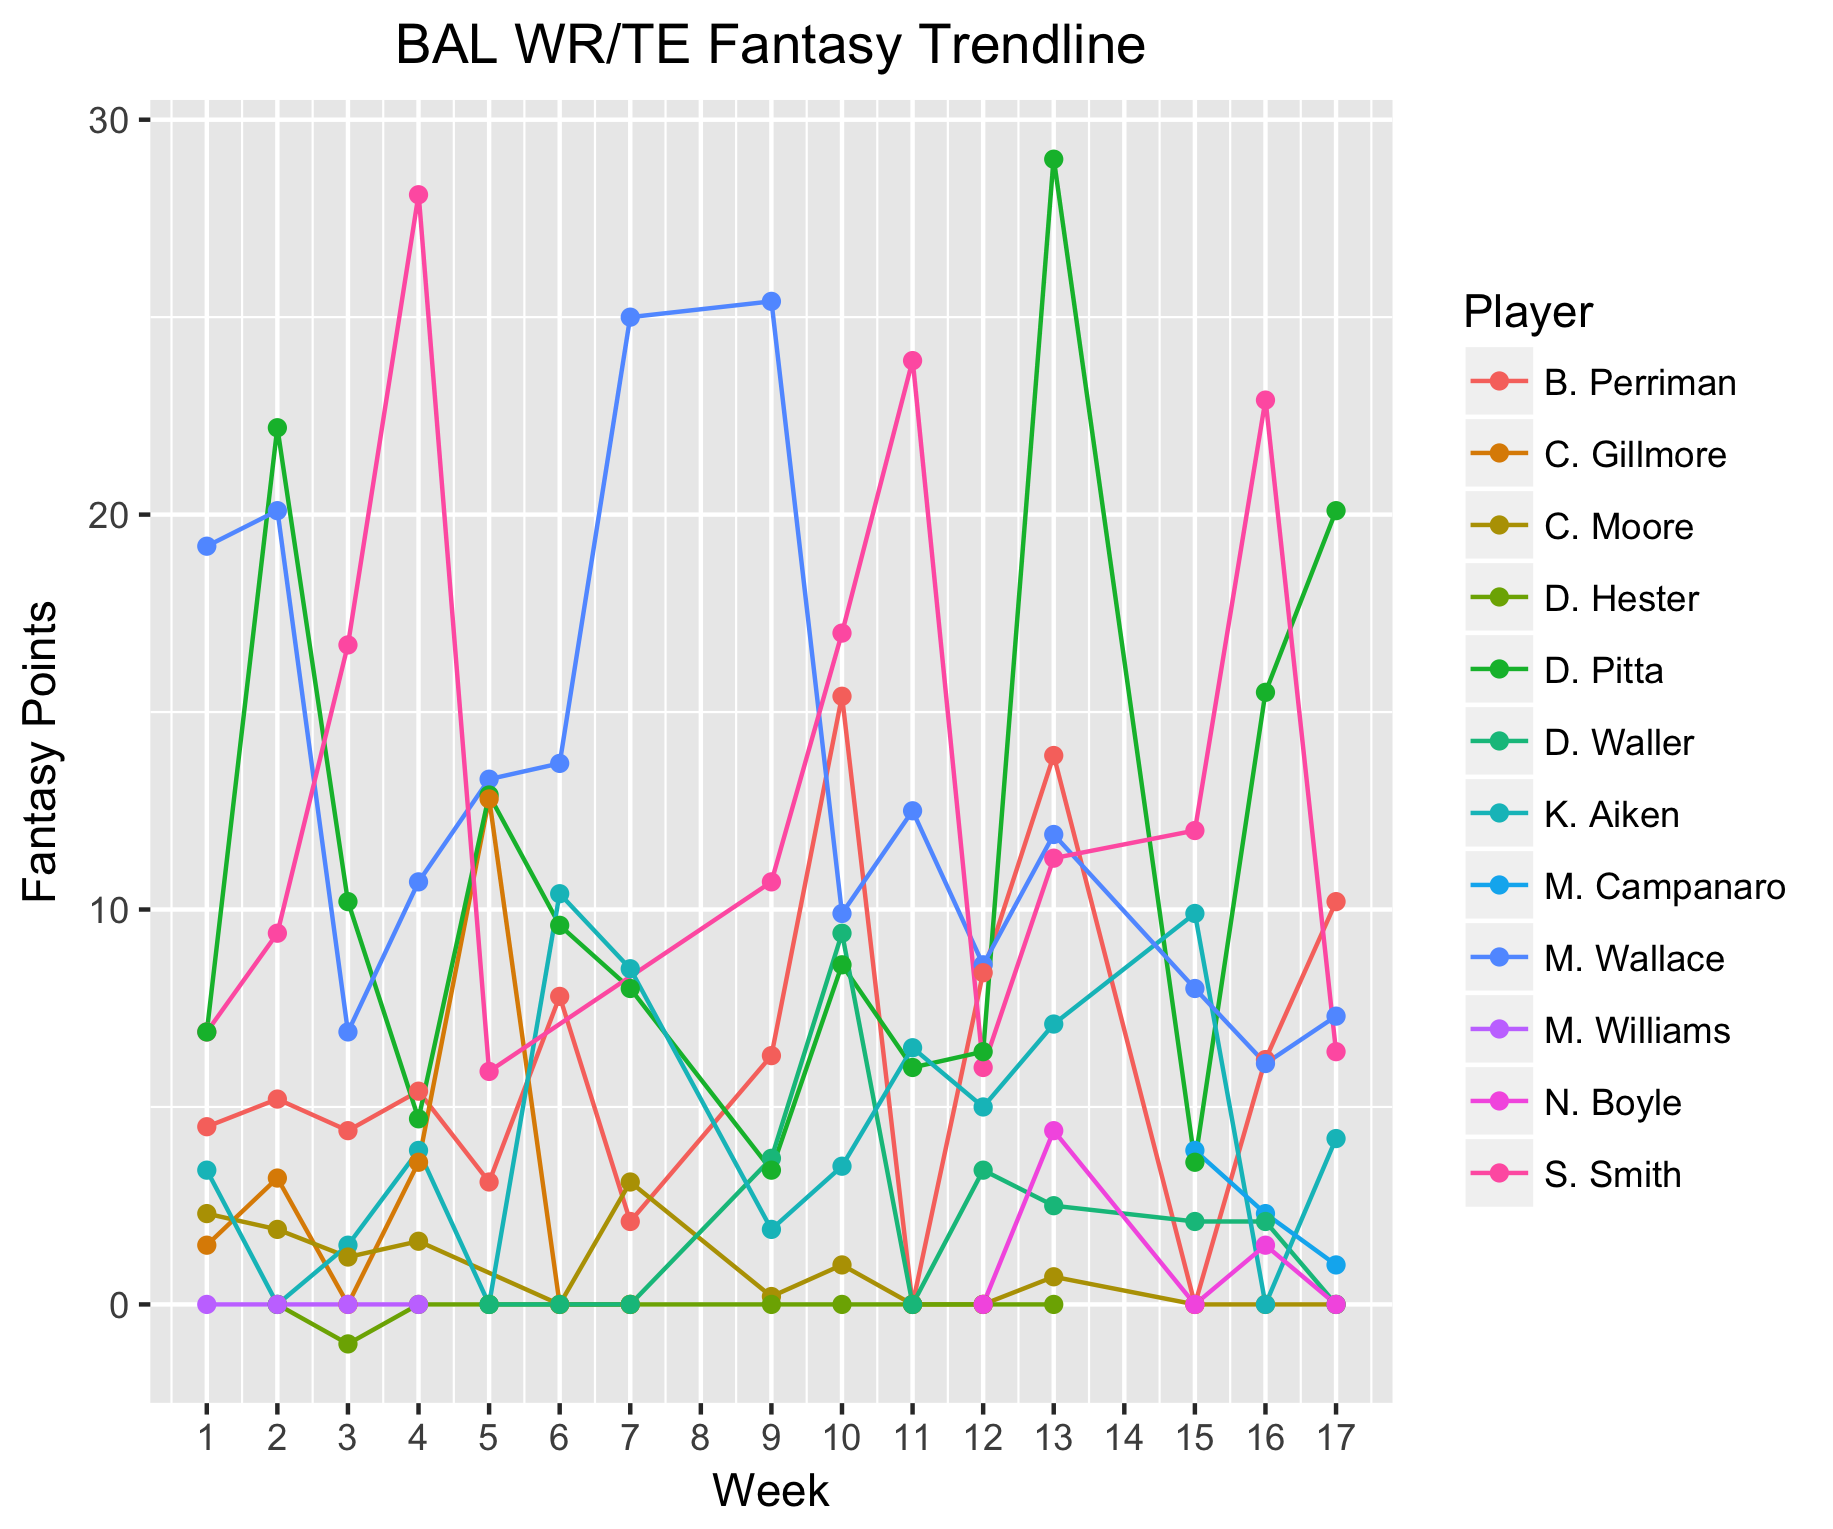 BAL WR/TE Fantasy Trendline
30
20
10
0
Fantasy Points
1 2 3 4 5 6 7 8 9 10 11 12 13 14 15 16 17
Week
Player
B. Perriman
C. Gillmore
C. Moore
D. Hester
D. Pitta
D. Waller
K. Aiken
M. Campanaro
M. Wallace
M. Williams
N. Boyle
S. Smith